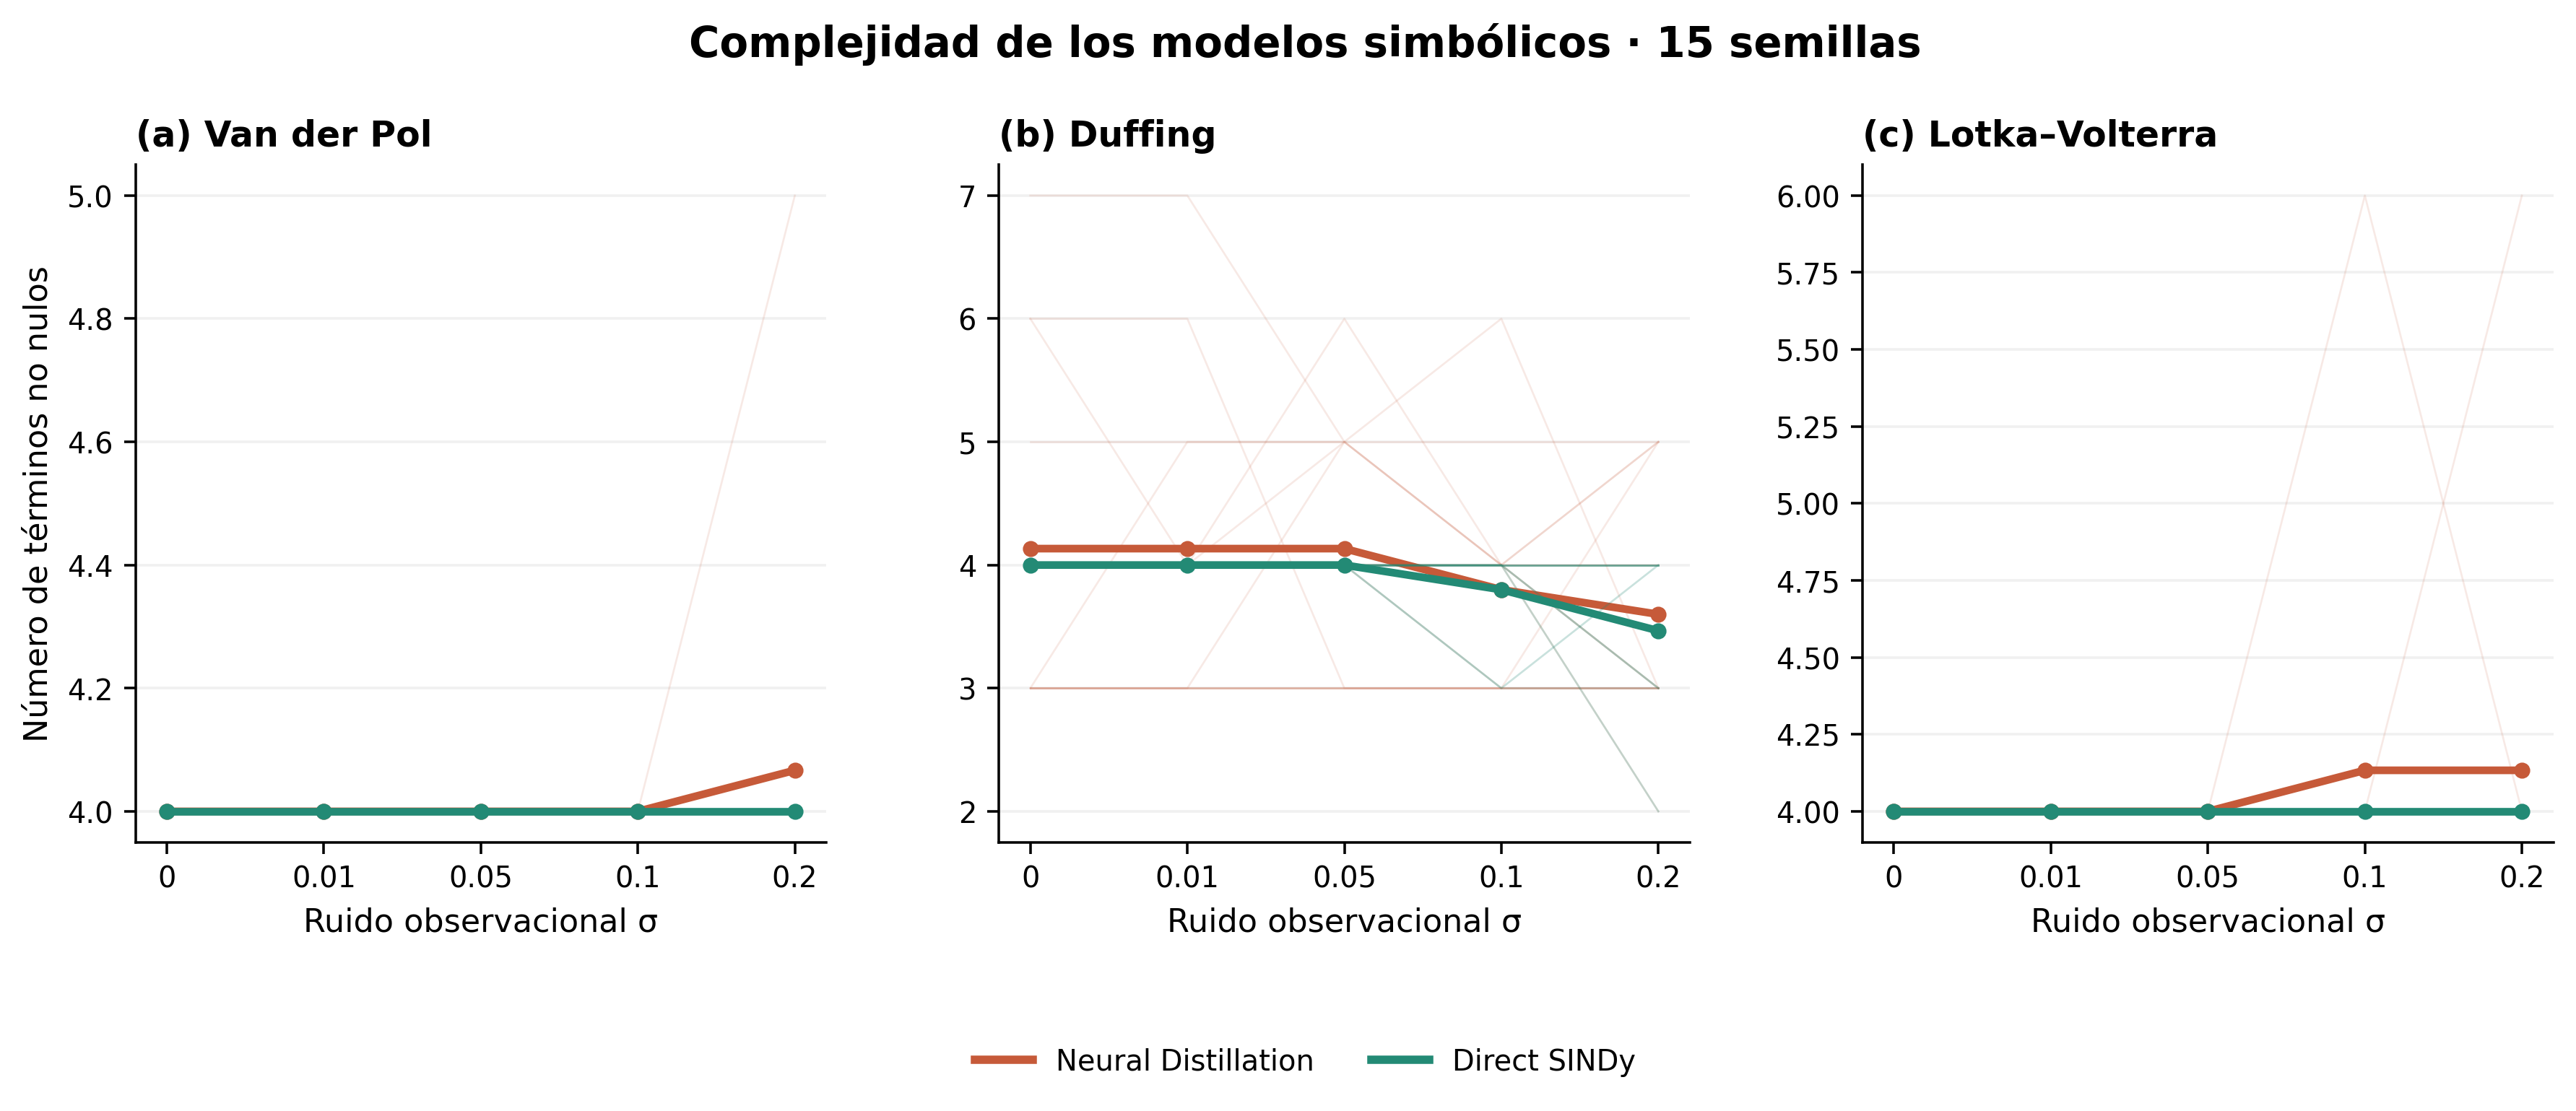 Complejidad de los modelos simbólicos · 15 semillas
(a) Van der Pol
Número de términos no nulos
5.0
4.8
4.6
4.4
4.2
4.0
0 0.01 0.05 0.1 0.2
Ruido observacional σ
(b) Duffing
7
6
5
4
3
2
0 0.01 0.05 0.1 0.2
Ruido observacional σ
(c) Lotka–Volterra
6.00
5.75
5.50
5.25
5.00
4.75
4.50
4.25
4.00
0 0.01 0.05 0.1 0.2
Ruido observacional σ
Neural Distillation Direct SINDy